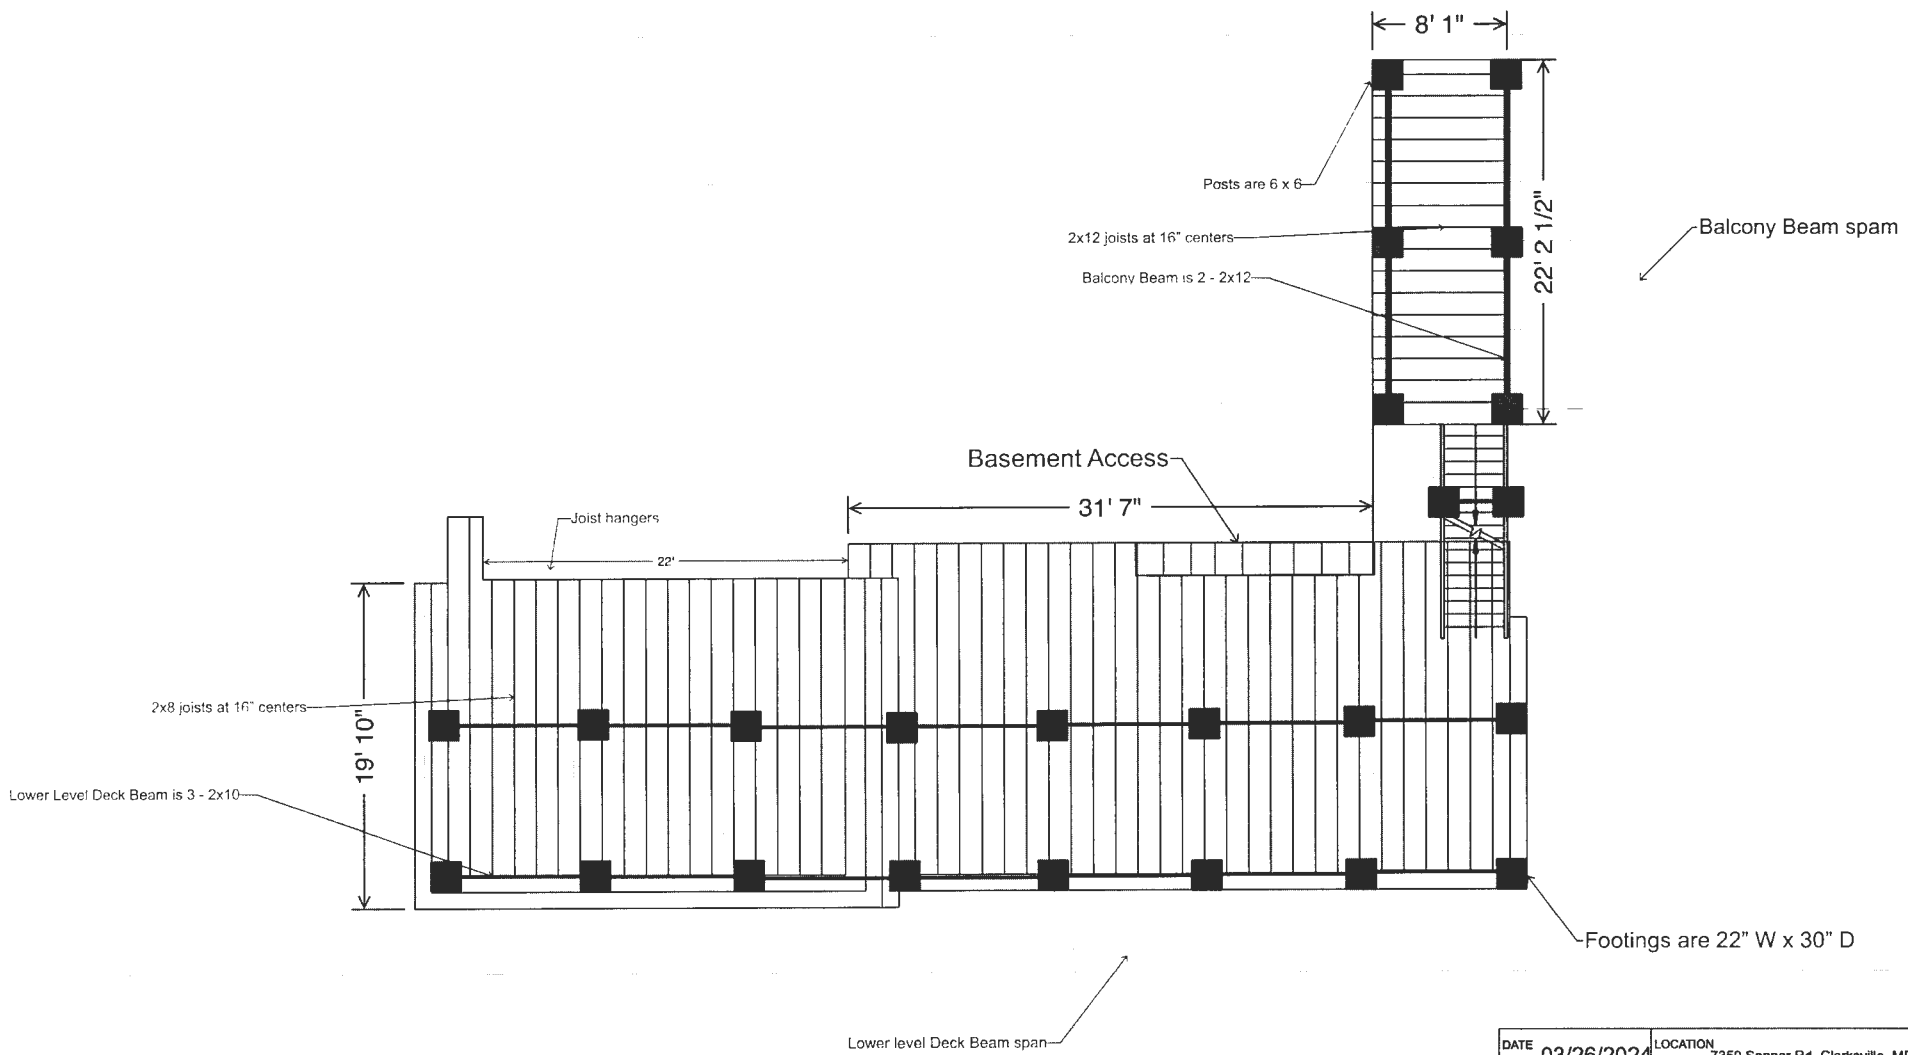 8' 1"
Posts are 6 x 6
22' 2 1/2"
2x12 joists at 16" centers
Balcony Beam spam
Balcony Beam is 2 - 2x12
Basement Access
31' 7"
Joist hangers
22'
2x8 joists at 16" centers
19' 10"
Lower Level Deck Beam is 3 - 2x10
Footings are 22" W x 30" D
Lower level Deck Beam span
DATE 03/26/2024 LOCATION